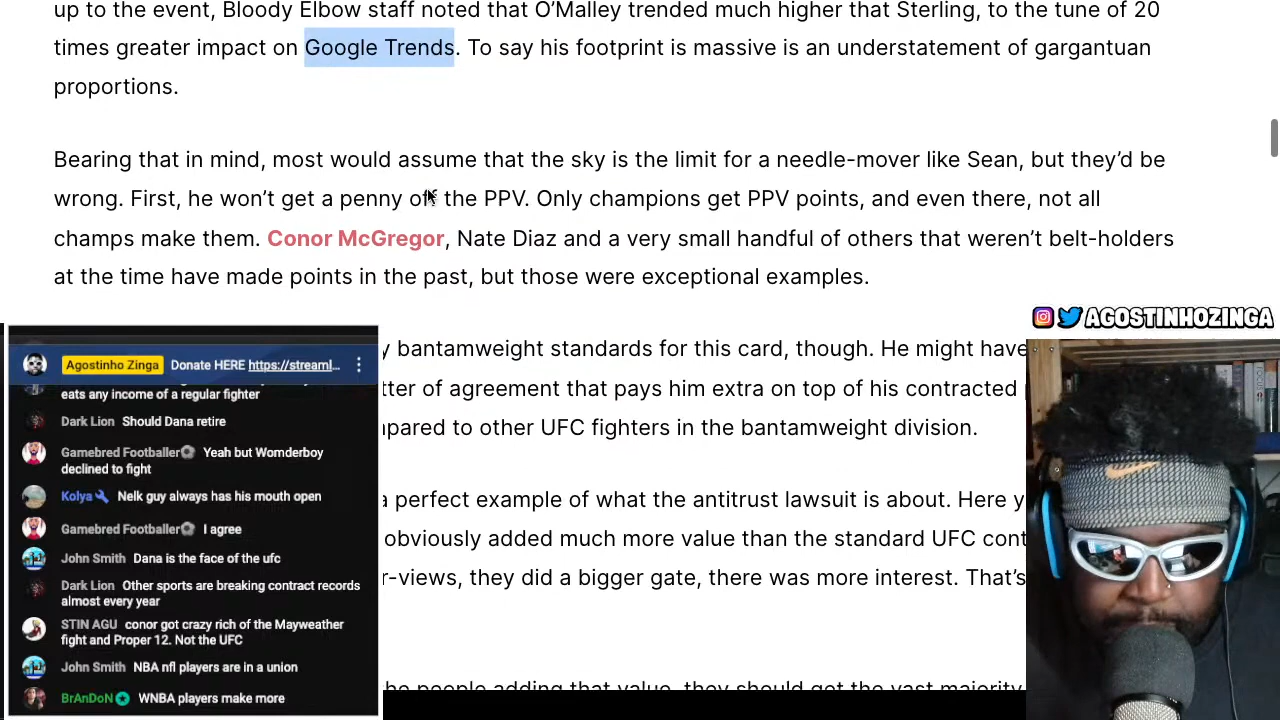 up to the event, Bloody Elbow staff noted that O’Malley trended much higher that Sterling, to the tune of 20
times greater impact on Google Trends. To say his footprint is massive is an understatement of gargantuan
proportions.
Bearing that in mind, most would assume that the sky is the limit for a needle-mover like Sean, but they’d be
wrong. First, he won’t get a penny off the PPV. Only champions get PPV points, and even there, not all
champs make them. Conor McGregor, Nate Diaz and a very small handful of others that weren’t belt-holders
at the time have made points in the past, but those were exceptional examples.
AGOSTINHOZINGA
y bantamweight standards for this card, though. He might have
tter of agreement that pays him extra on top of his contracted
pared to other UFC fighters in the bantamweight division.
a perfect example of what the antitrust lawsuit is about. Here y
obviously added much more value than the standard UFC cont
r-views, they did a bigger gate, there was more interest. That’s
he people adding that value, they should get the vast majority
Agostinho Zinga Donate HERE https://streaml...
eats any income of a regular fighter
Dark Lion Should Dana retire
Gamebred Footballer Yeah but Womderboy
declined to fight
Kolya Nelk guy always has his mouth open
Gamebred Footballer I agree
John Smith Dana is the face of the ufc
Dark Lion Other sports are breaking contract records
almost every year
STIN AGU conor got crazy rich of the Mayweather
fight and Proper 12. Not the UFC
John Smith NBA nfl players are in a union
BrAnDoN WNBA players make more